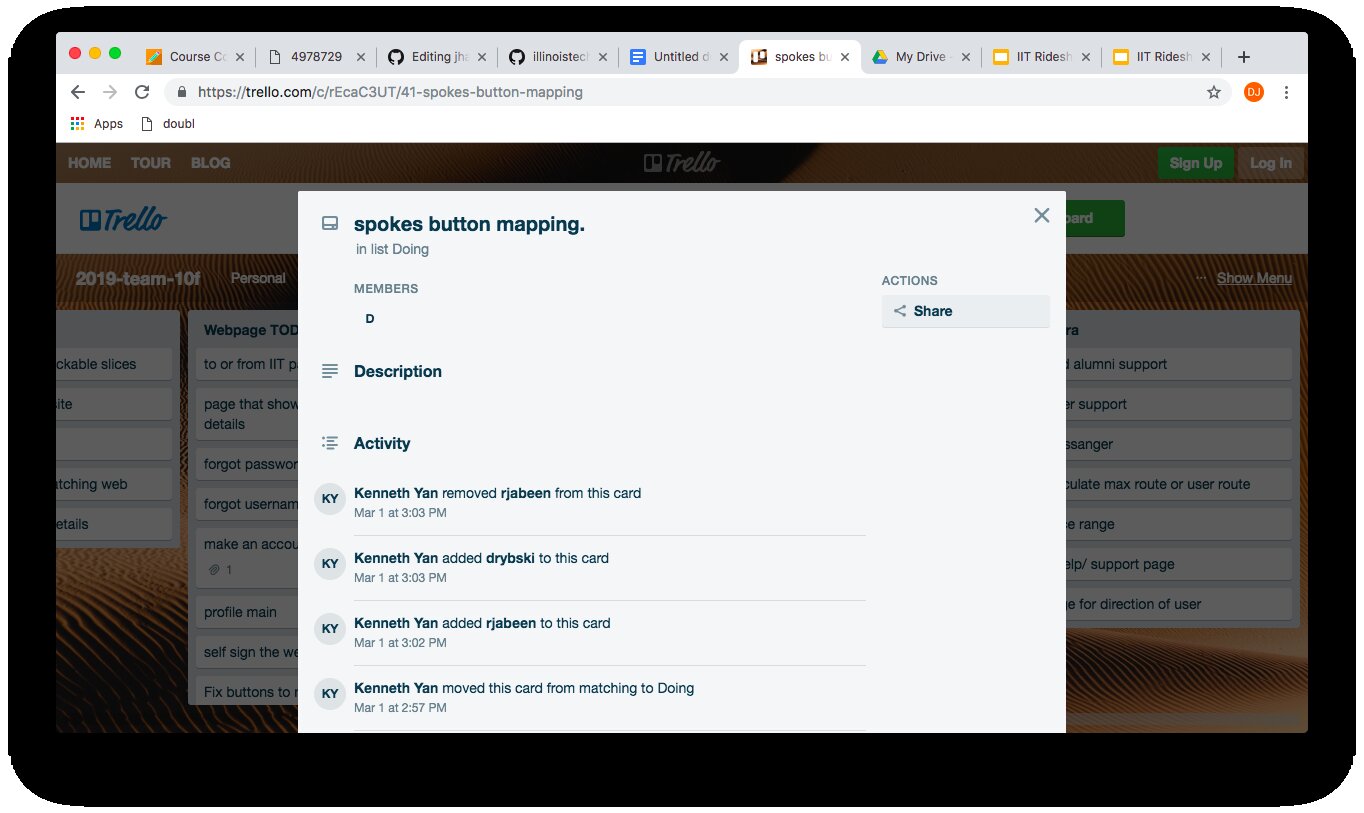 Course Co
4978729
Editing jha
illinoistech
Untitled d
spokes bu
My Drive -
IIT Ridesh
IIT Ridesh
https://trello.com/c/rEcaC3UT/41-spokes-button-mapping
DJ
Apps
doubl
HOME TOUR BLOG
Trello
Sign Up
Log In
Trello
oard
2019-team-10f
Personal
... Show Menu
spokes button mapping.
in list Doing
MEMBERS
D
Description
Activity
KY
Kenneth Yan removed rjabeen from this card
Mar 1 at 3:03 PM
KY
Kenneth Yan added drybski to this card
Mar 1 at 3:03 PM
KY
Kenneth Yan added rjabeen to this card
Mar 1 at 3:02 PM
KY
Kenneth Yan moved this card from matching to Doing
Mar 1 at 2:57 PM
ACTIONS
Share
ckable slices
ite
tching web
etails
Webpage TOD
to or from IIT p
page that show
details
forgot passwor
forgot usernam
make an accou
1
profile main
self sign the we
Fix buttons to r
ra
d alumni support
er support
ssanger
culate max route or user route
ce range
elp/ support page
ge for direction of user